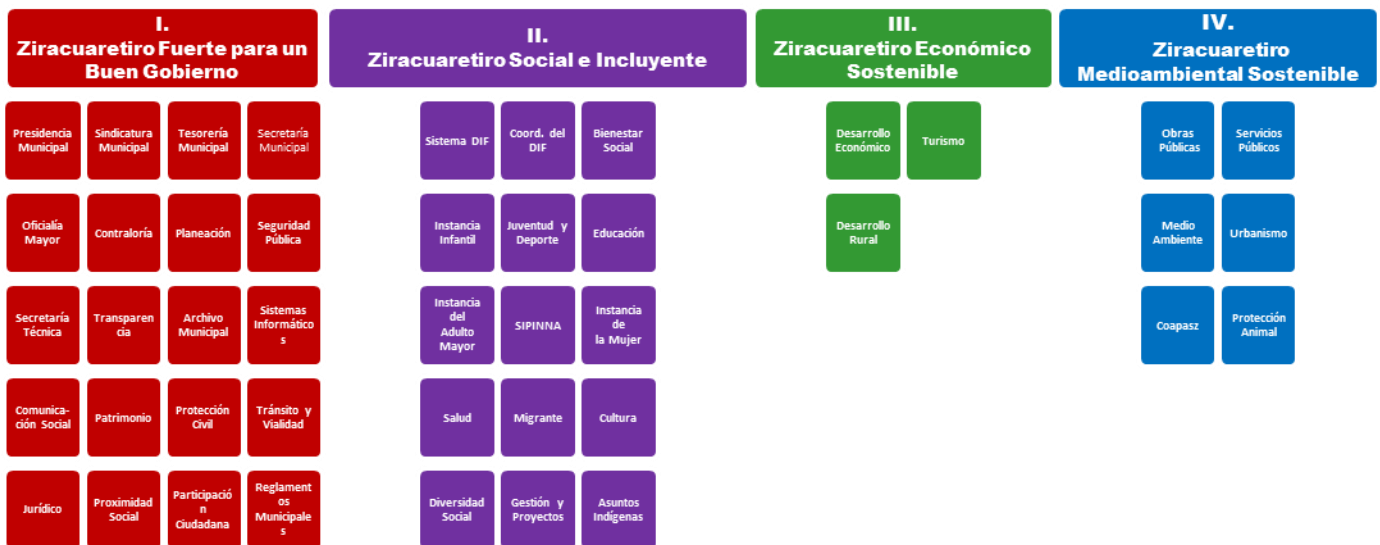 I.
Ziracuaretiro Fuerte para un
Buen Gobierno
II.
Ziracuaretiro Social e Incluyente
III.
Ziracuaretiro Económico
Sostenible
IV.
Ziracuaretiro
Medioambiental Sostenible
Presidencia
Municipal
Sindicatura
Municipal
Tesorería
Municipal
Secretaría
Municipal
Oficialía
Mayor
Contraloría
Planeación
Seguridad
Pública
Secretaría
Técnica
Transparen
cia
Archivo
Municipal
Sistemas
Informático
s
Comunica-
ción Social
Patrimonio
Protección
Civil
Tránsito y
Vialidad
Jurídico
Proximidad
Social
Participació
n
Ciudadana
Reglament
os
Municipale
s
Sistema DIF
Coord. del
DIF
Bienestar
Social
Instancia
Infantil
Juventud y
Deporte
Educación
Instancia
del
Adulto
Mayor
SIPINNA
Instancia
de
la Mujer
Salud
Migrante
Cultura
Diversidad
Social
Gestión y
Proyectos
Asuntos
Indígenas
Desarrollo
Económico
Turismo
Desarrollo
Rural
Obras
Públicas
Servicios
Públicos
Medio
Ambiente
Urbanismo
Coapasz
Protección
Animal